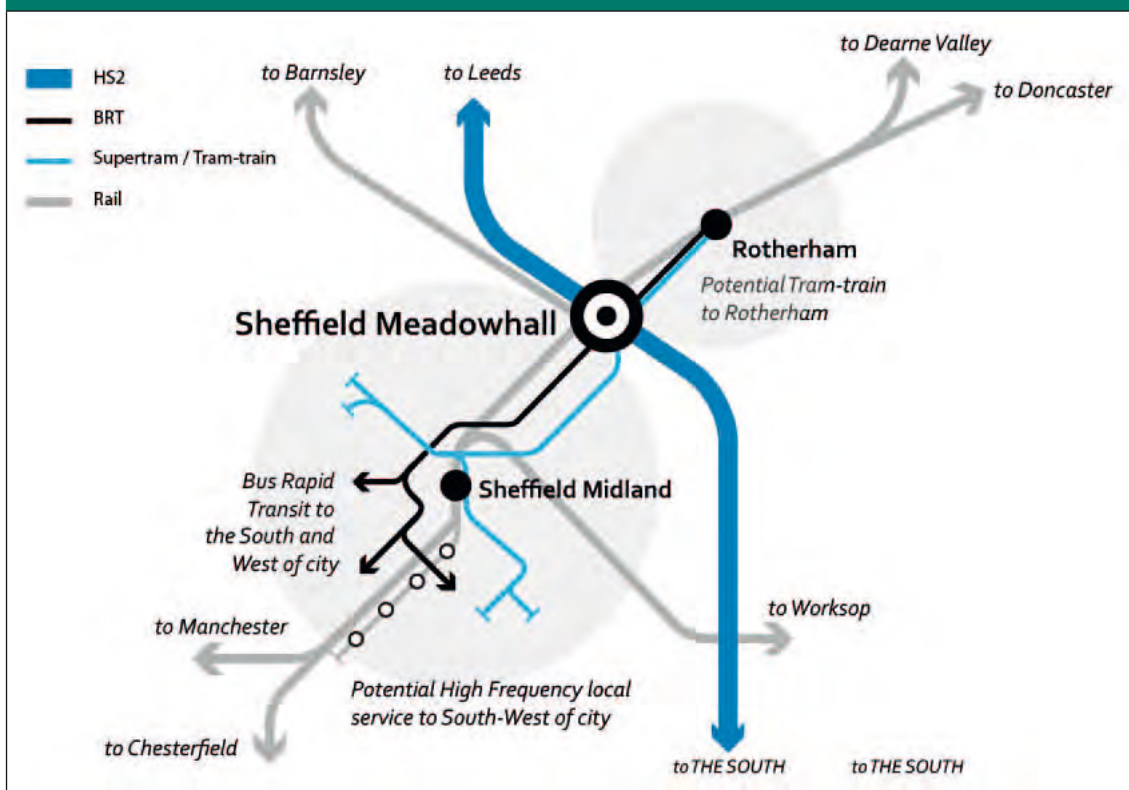 HS2
BRT
Supertram / Tram-train
Rail
to Barnsley
to Leeds
to Dearne Valley
to Doncaster
Rotherham
Potential Tram-train
to Rotherham
Sheffield Meadowhall
Bus Rapid
Transit to
the South and
West of city
Sheffield Midland
to Manchester
to Worksop
Potential High Frequency local
service to South-West of city
to Chesterfield
to THE SOUTH
to THE SOUTH